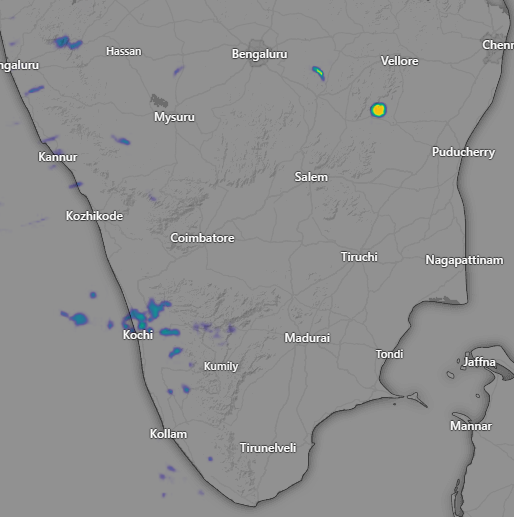 Hassan
Bengaluru
Chenn
ngaluru
Vellore
Mysuru
Kannur
Puducherry
Salem
Kozhikode
Coimbatore
Tiruchi
Nagapattinam
Kochi
Madurai
Tondi
Kumily
Jaffna
Kollam
Mannar
Tirunelveli